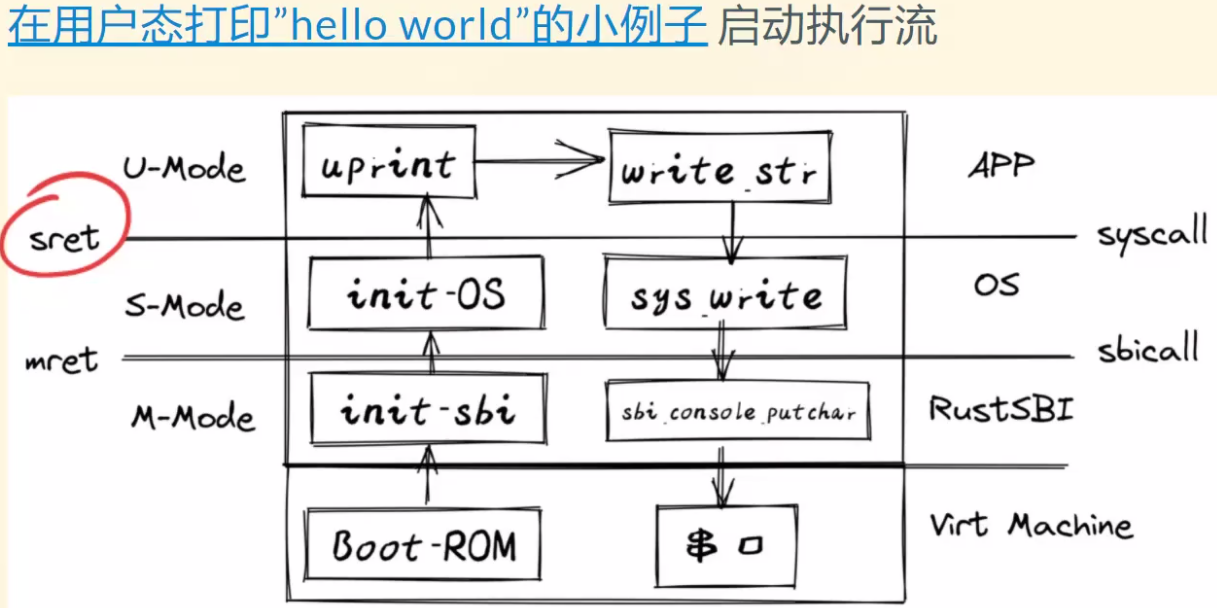 在用户态打印”hello world”的小例子 启动执行流
U-Mode
uprint
write_str
APP
sret
syscall
S-Mode
init-OS
sys_write
OS
mret
sbicall
M-Mode
init-sbi
sbi_console_putchar
RustSBI
Boot-ROM
$ □
Virt Machine